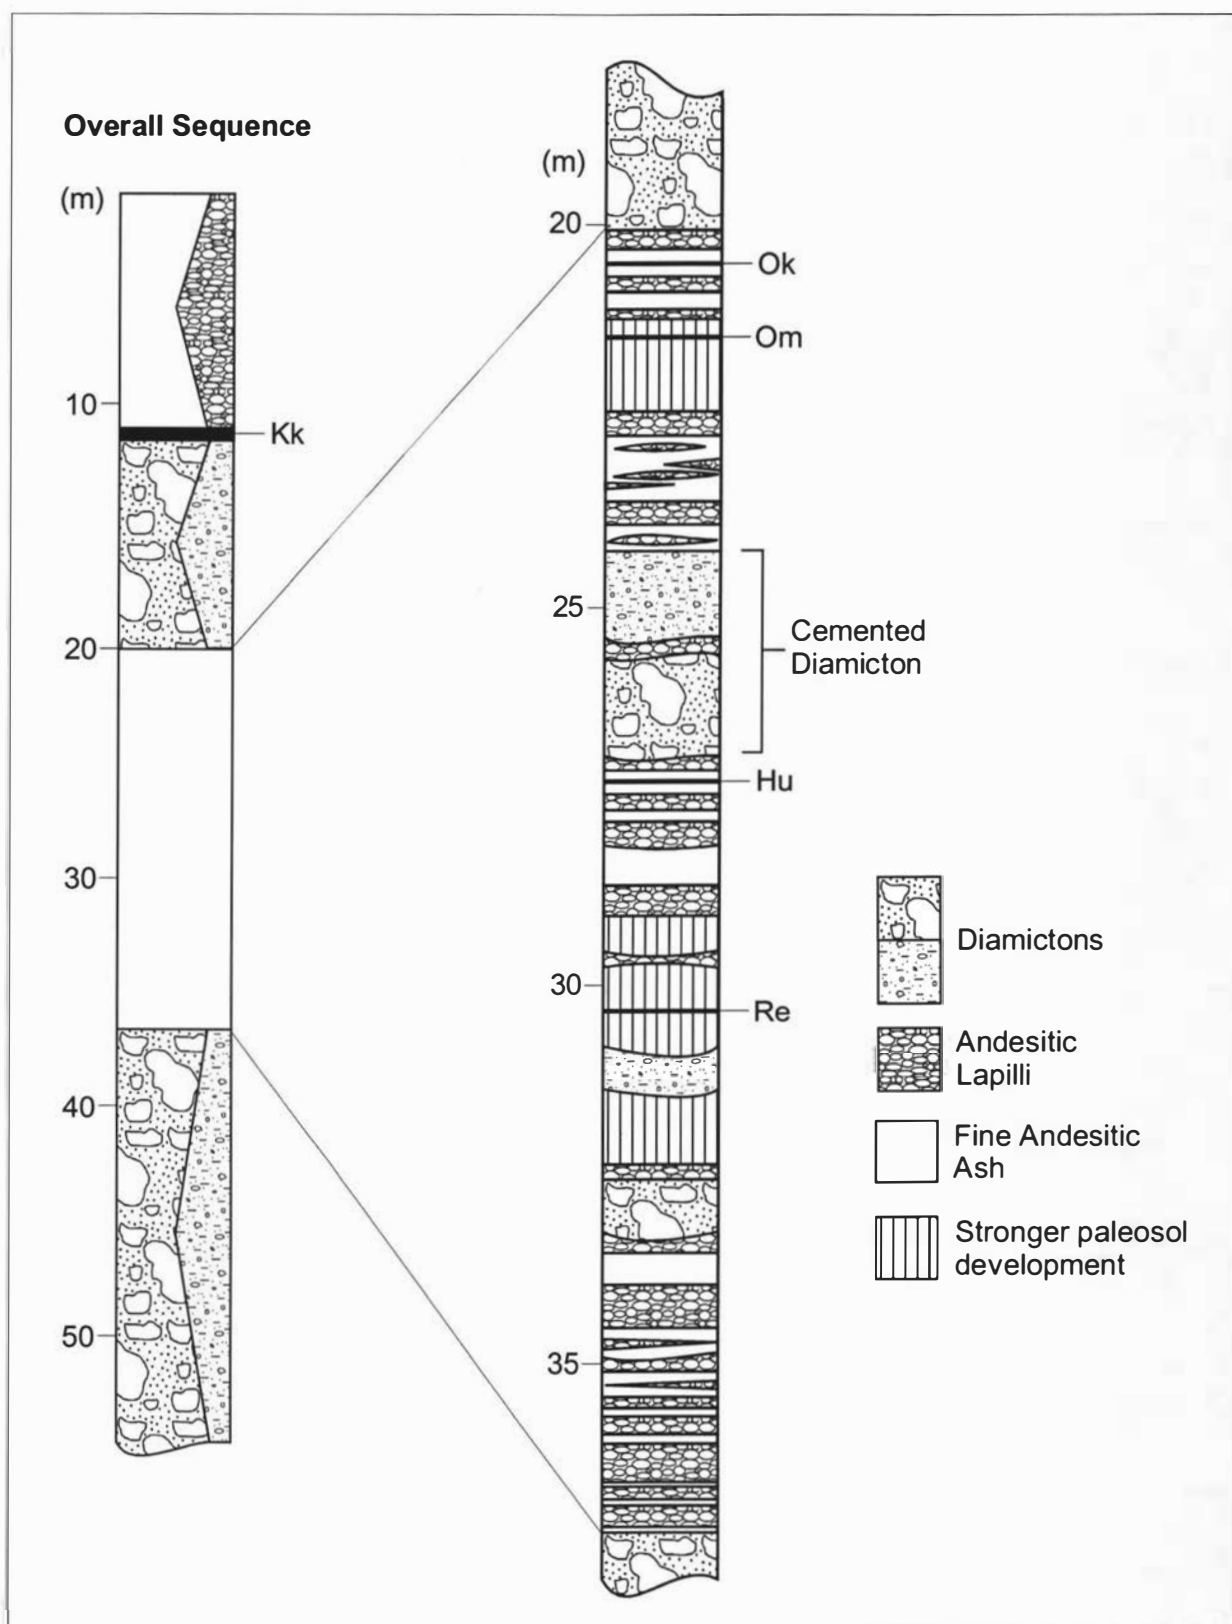 Overall Sequence
(m)
10
Kk
20
30
40
50
(m)
20
Ok
Om
25
Cemented
Diamicton
Hu
30
Re
35
Diamictons
Andesitic
Lapilli
Fine Andesitic
Ash
Stronger paleosol
development